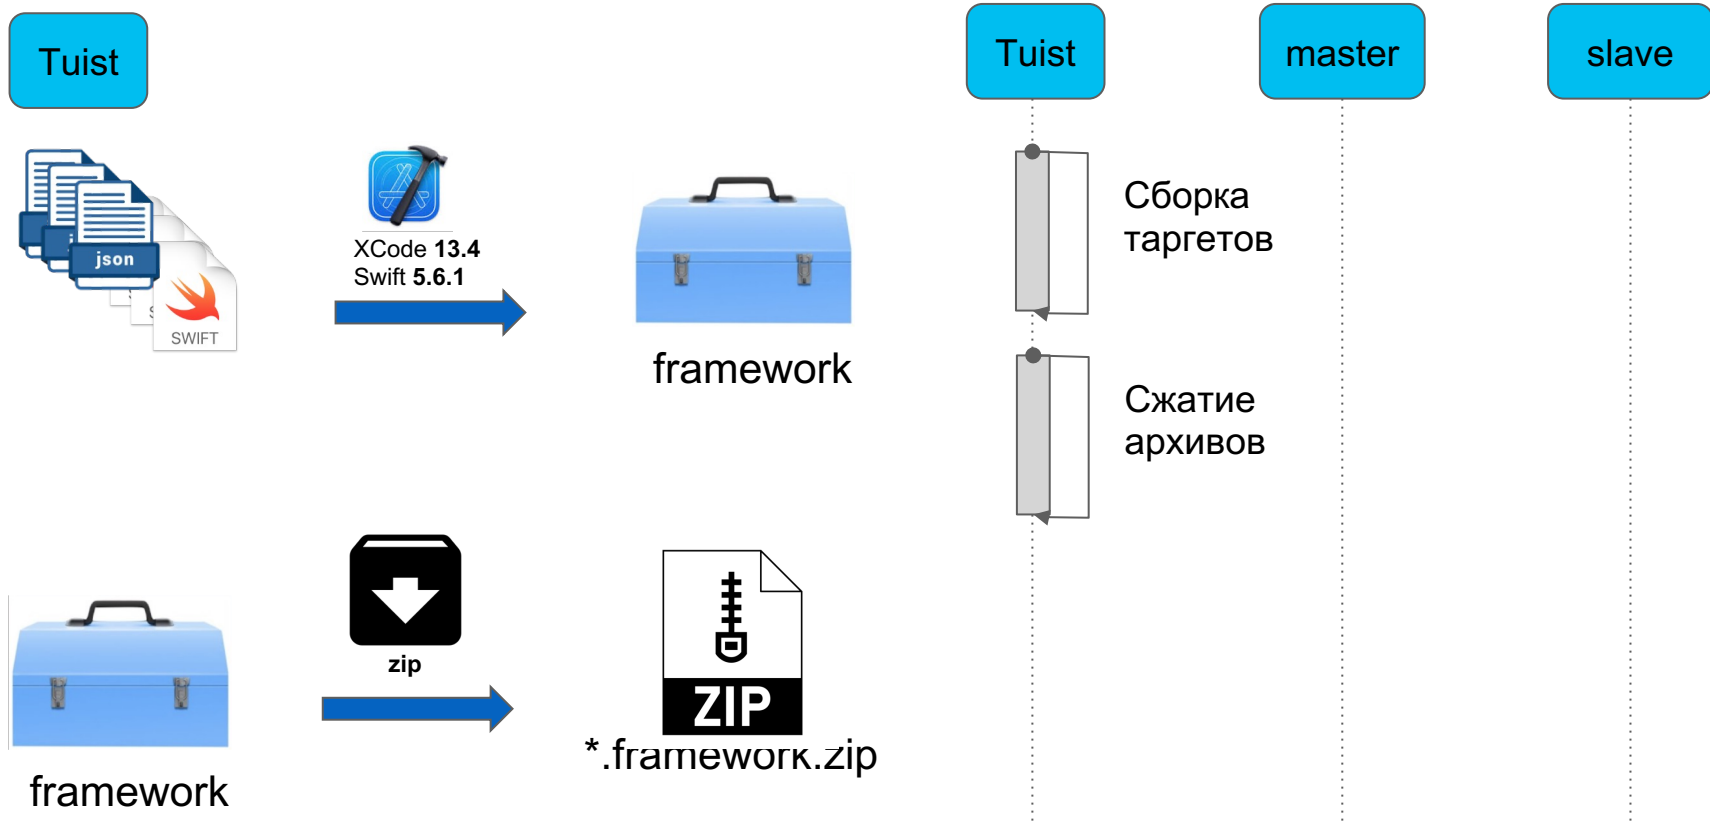 Tuist
json
SWIFT
XCode 13.4
Swift 5.6.1
framework
framework
zip
ZIP
*.framework.zip
Tuist
master
slave
Сборка
таргетов
Сжатие
архивов